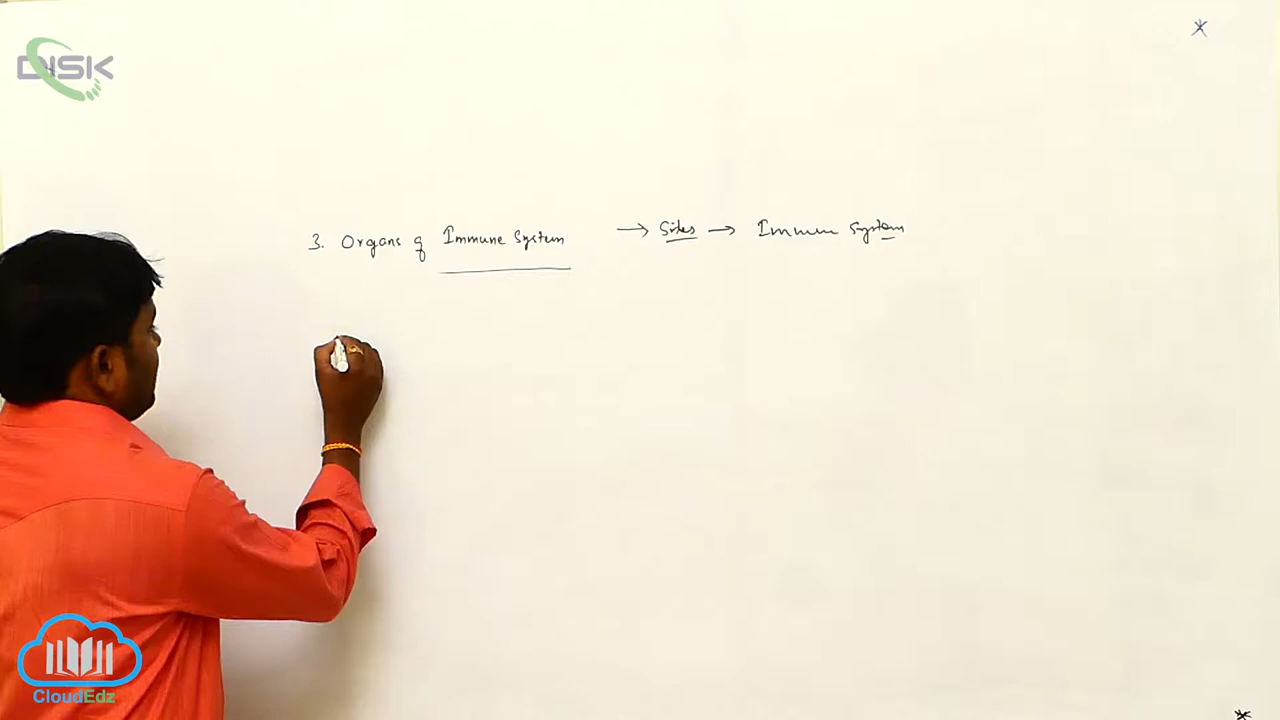 DISK
3. Organs of Immune System → Sites → Immune System
CloudEdz